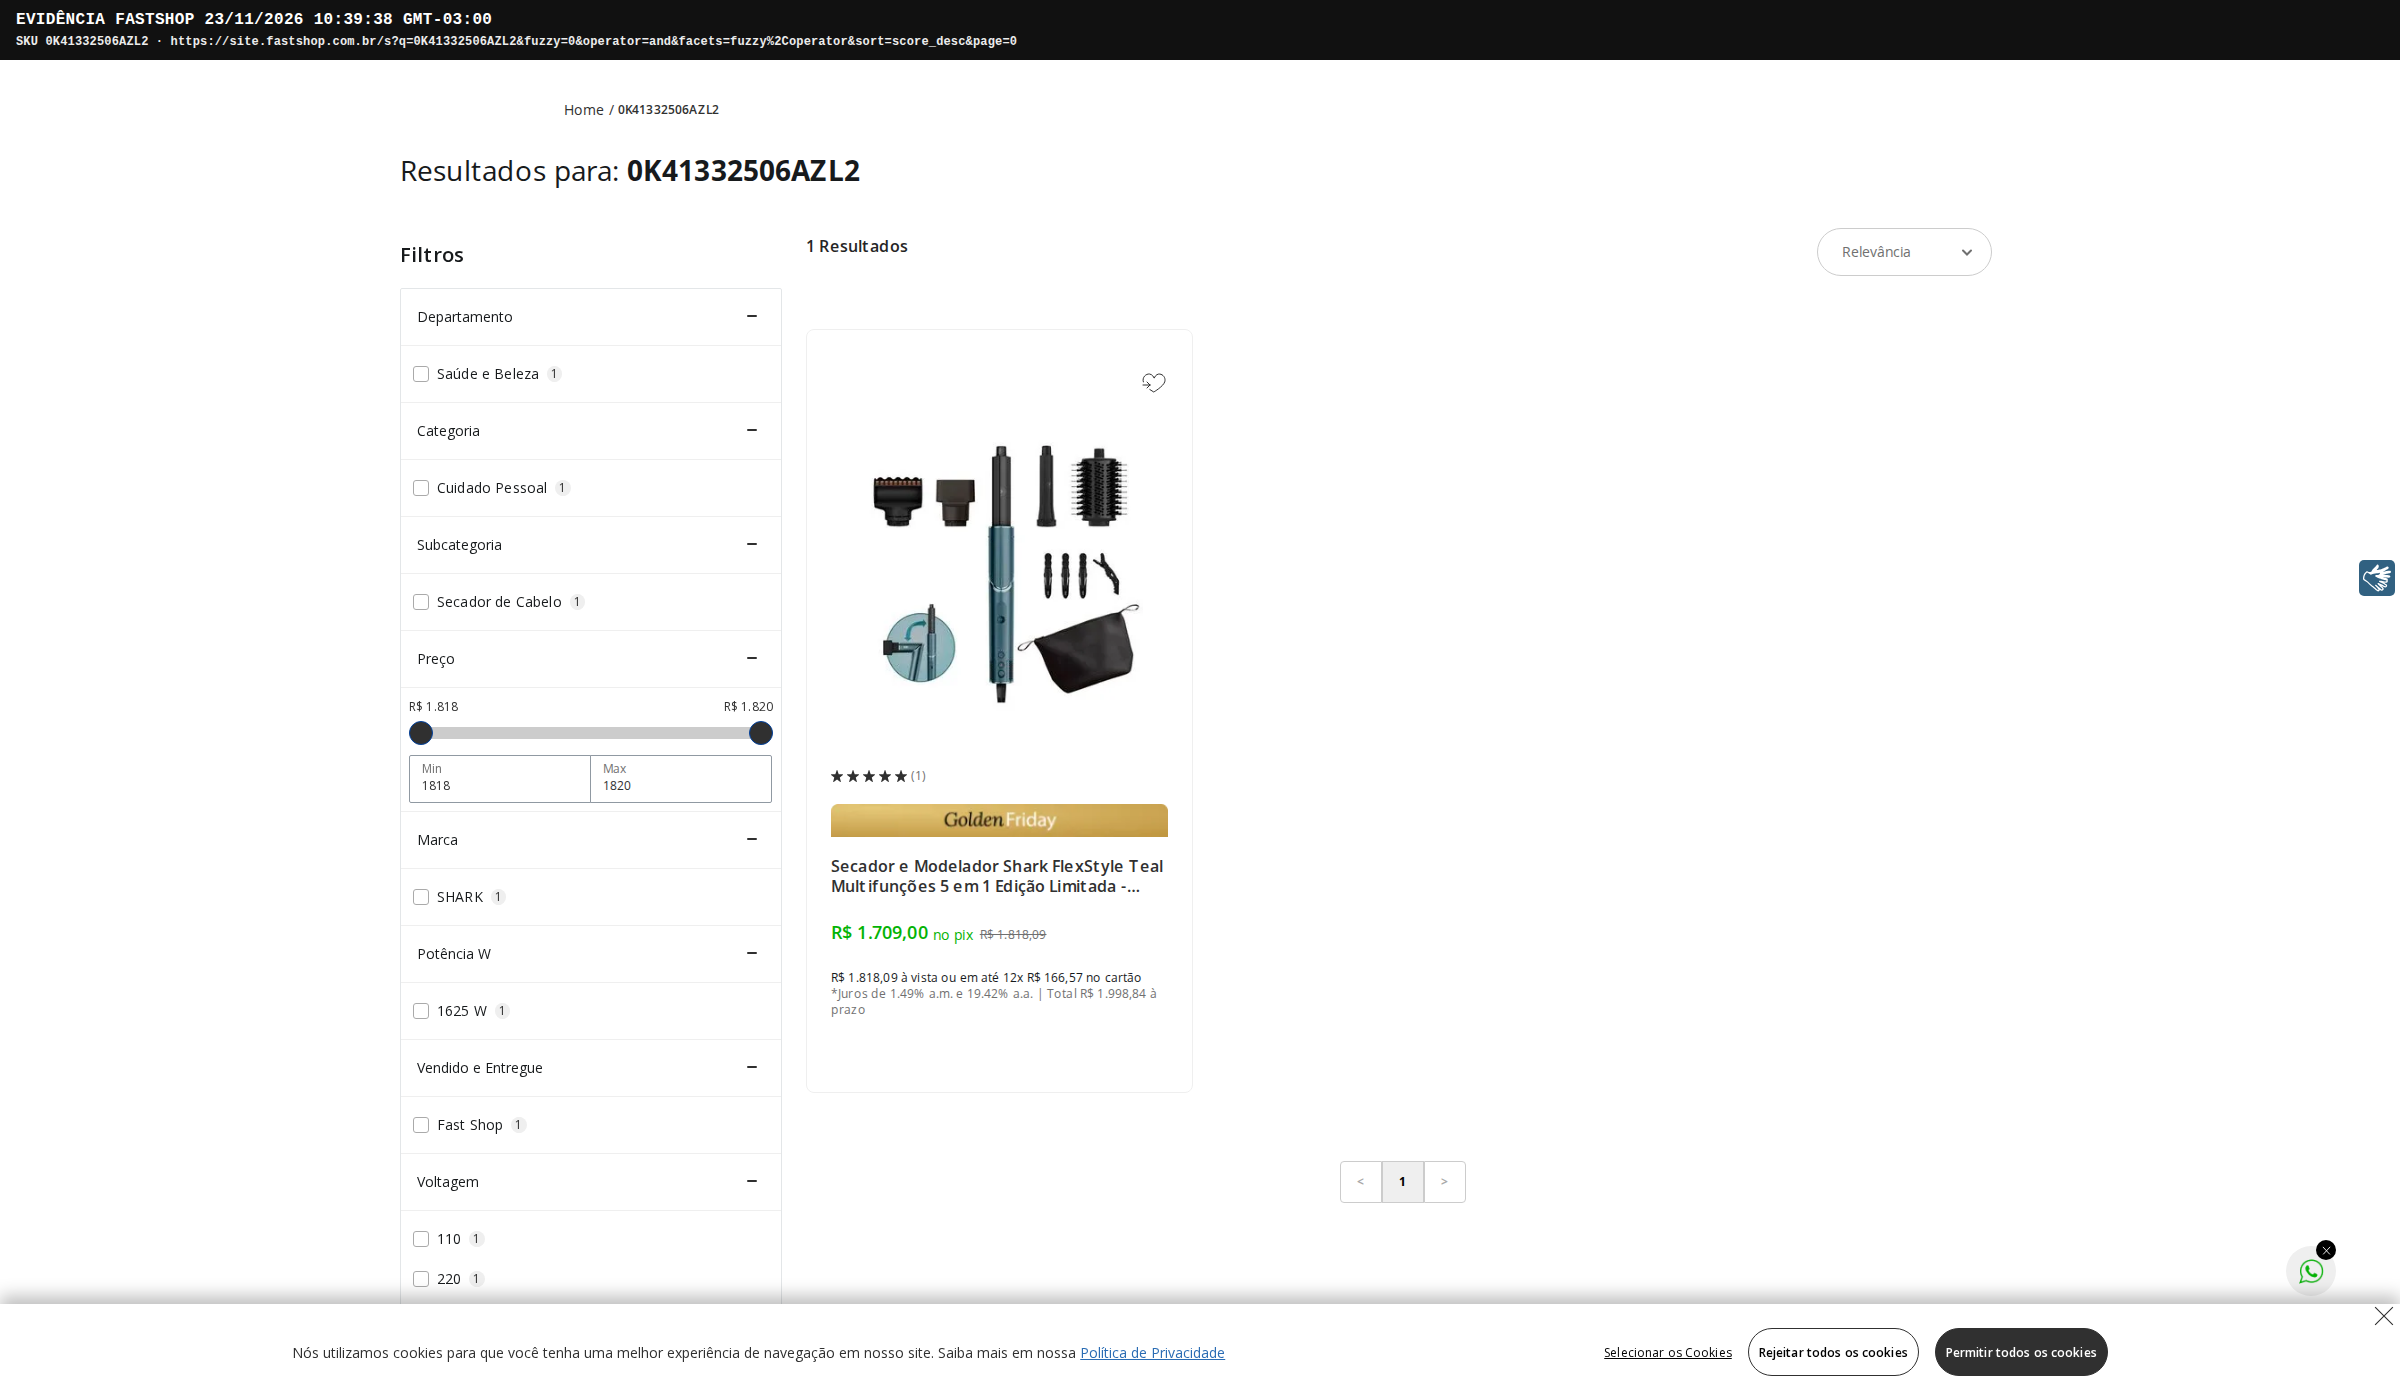 EVIDÊNCIA FASTSHOP 23/11/2026 10:39:38 GMT-03:00
SKU 0K41332506AZL2 · https://site.fastshop.com.br/s?q=0K41332506AZL2&fuzzy=0&operator=and&facets=fuzzy%2Coperator&sort=score_desc&page=0
Home / 0K41332506AZL2
Resultados para: 0K41332506AZL2
Filtros
1 Resultados
Relevância
Departamento
Saúde e Beleza 1
Categoria
Cuidado Pessoal 1
Subcategoria
Secador de Cabelo 1
Preço
R$ 1.818 R$ 1.820
Min Max
1818 1820
Marca
SHARK 1
Potência W
1625 W 1
Vendido e Entregue
Fast Shop 1
Voltagem
110 1
220 1
(1)
Golden Friday
Secador e Modelador Shark FlexStyle Teal
Multifunções 5 em 1 Edição Limitada -...
R$ 1.709,00 no pix R$ 1.818,09
R$ 1.818,09 à vista ou em até 12x R$ 166,57 no cartão
*Juros de 1.49% a.m. e 19.42% a.a. | Total R$ 1.998,84 à
prazo
< 1 >
Nós utilizamos cookies para que você tenha uma melhor experiência de navegação em nosso site. Saiba mais em nossa Política de Privacidade
Selecionar os Cookies
Rejeitar todos os cookies
Permitir todos os cookies